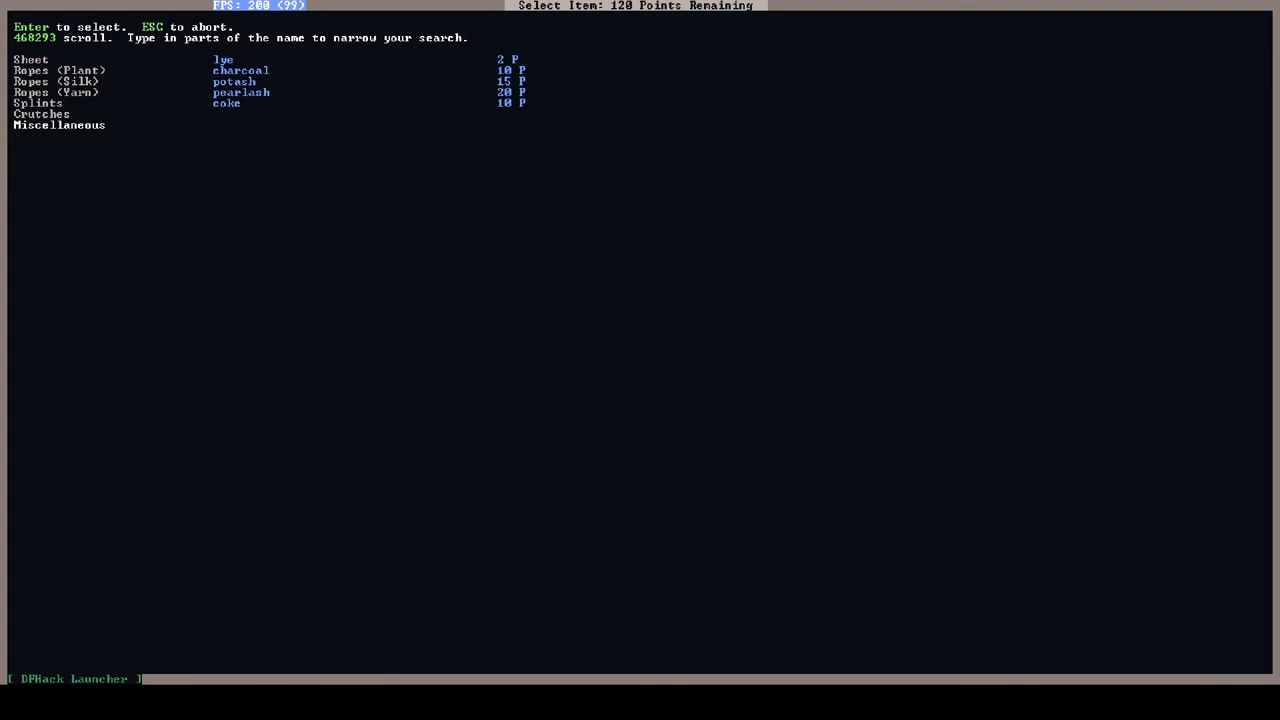 FPS: 200 (99) Select Item: 120 Points Remaining
Enter to select. ESC to abort.
468293 scroll. Type in parts of the name to narrow your search.
Sheet lye 2 P
Ropes (Plant) charcoal 10 P
Ropes (Silk) potash 15 P
Ropes (Yarn) pearlash 20 P
Splints coke 10 P
Crutches
Miscellaneous
[ DFHack Launcher ]